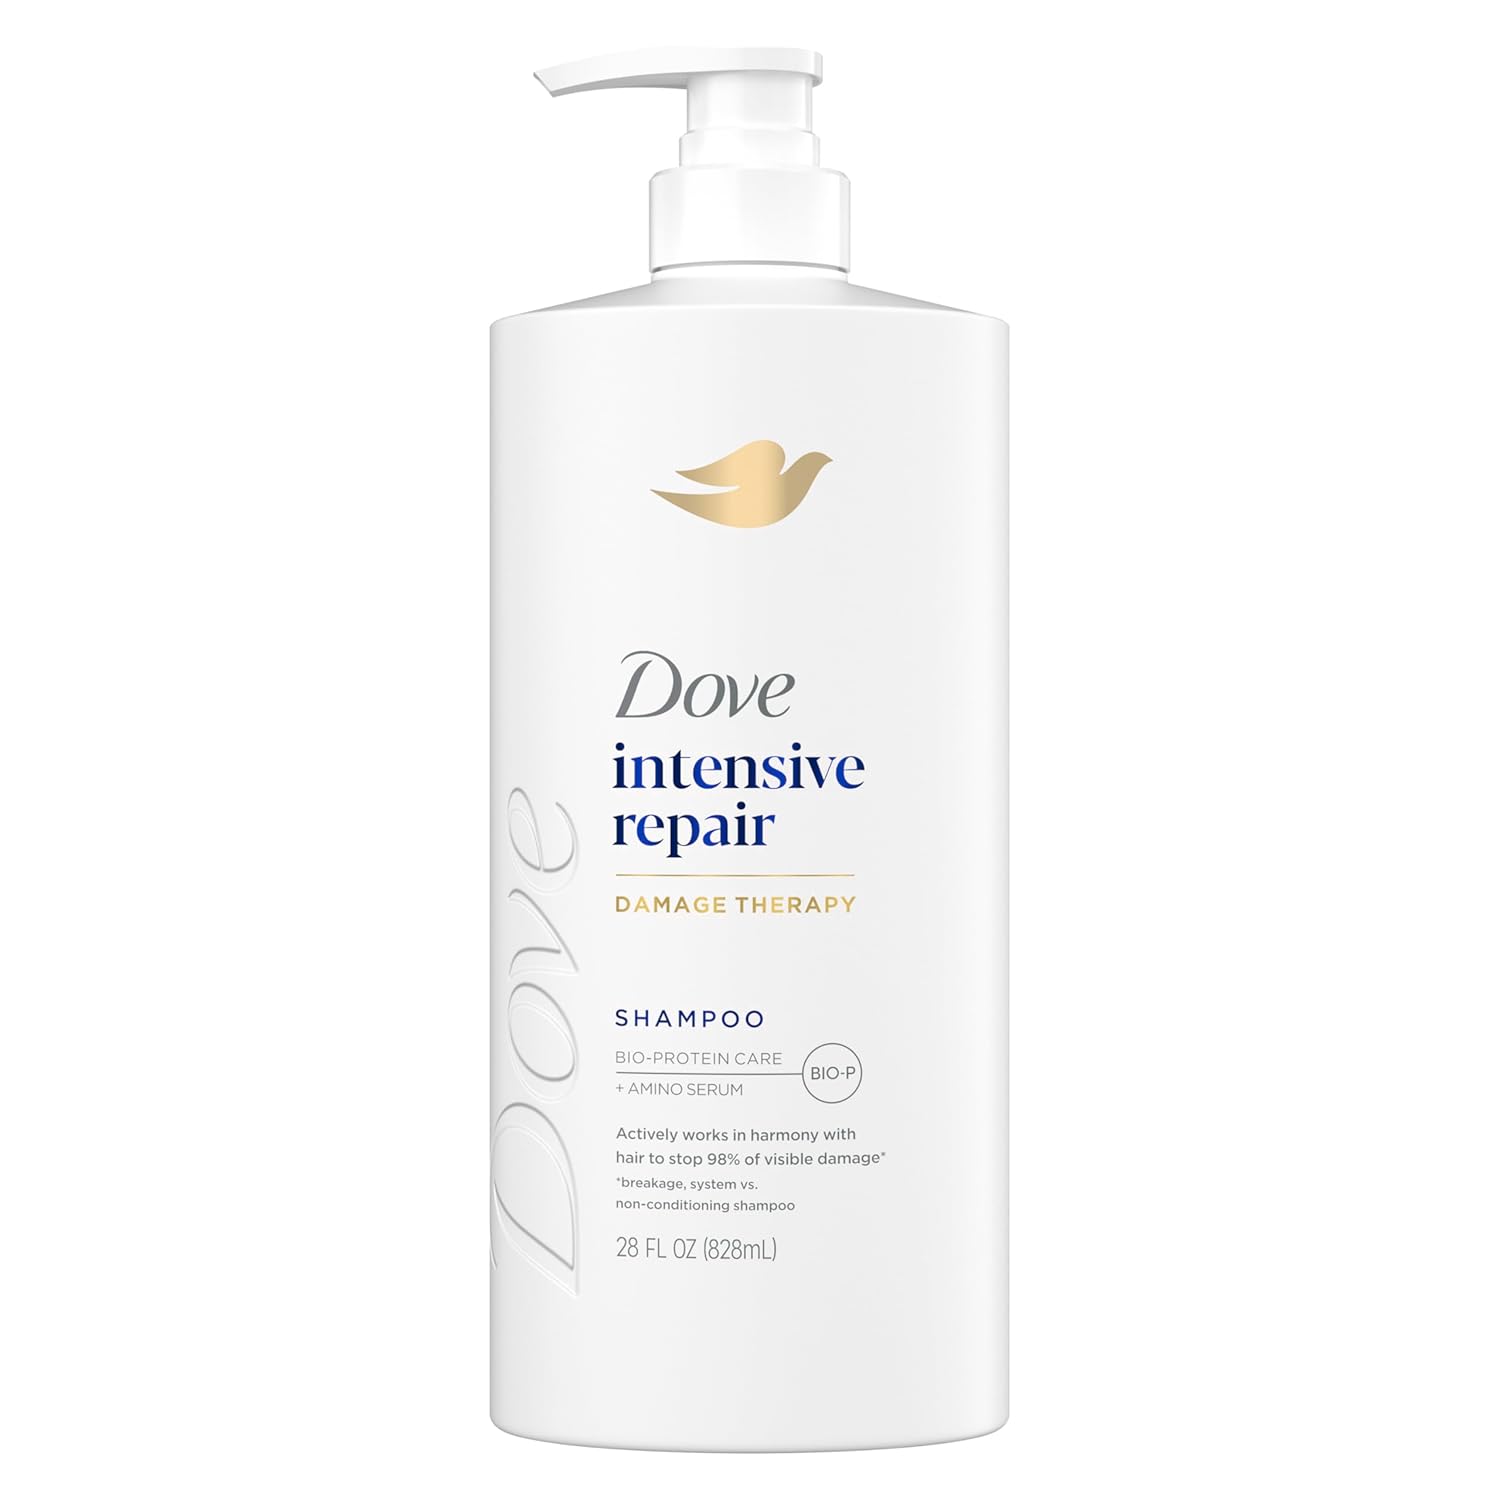 Dove
intensive
repair
DAMAGE THERAPY
SHAMPOO
BIO-PROTEIN CARE
+ AMINO SERUM
BIO-P
Actively works in harmony with
hair to stop 98% of visible damage*
*breakage, system vs.
non-conditioning shampoo
28 FL OZ (828mL)
Dove